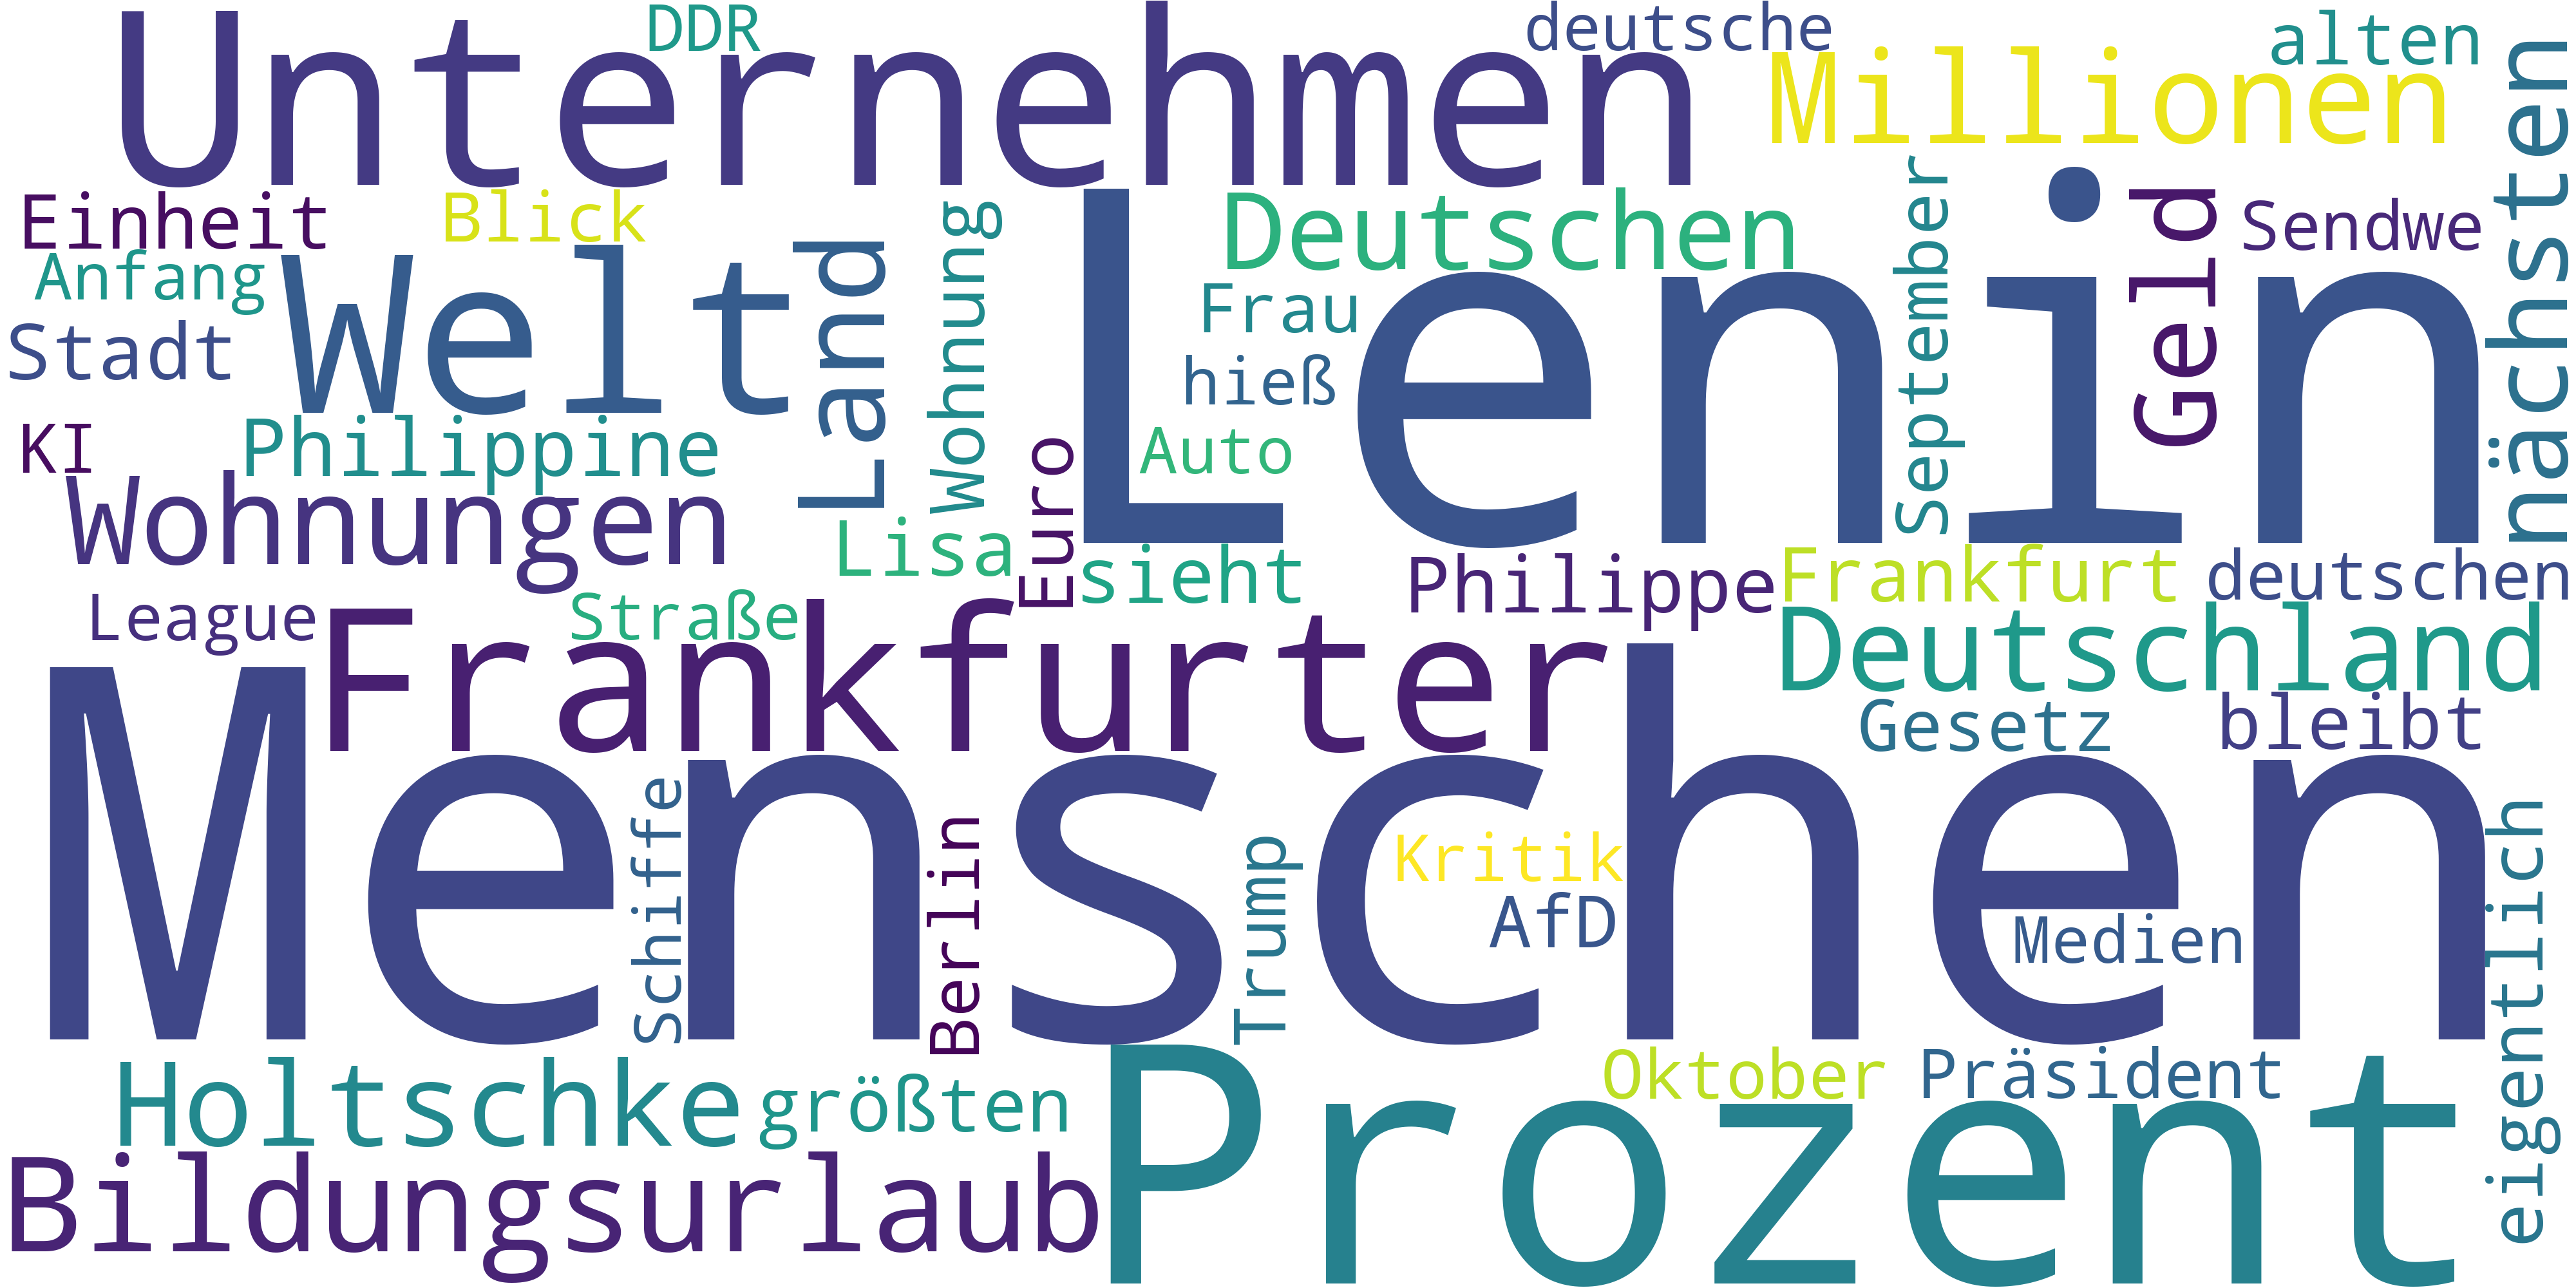 DDR
deutsche
alten
Unternehmen
Millionen
nächsten
Einheit
Blick
Deutschen
September
Geld
Sendwe
Anfang
Welt
Land
Wohnung
Frau
Lenin
Stadt
hieß
KI
Philippine
Auto
Wohnungen
Euro
Lisa
sieht
Philippe
Frankfurt
deutschen
League
Straße
Frankfurter
Deutschland
Gesetz
bleibt
Menschen
Schiffe
Berlin
Trump
Kritik
AfD
Medien
eigentlich
Holtschke
größten
Oktober
Präsident
Bildungsurlaub
Prozent